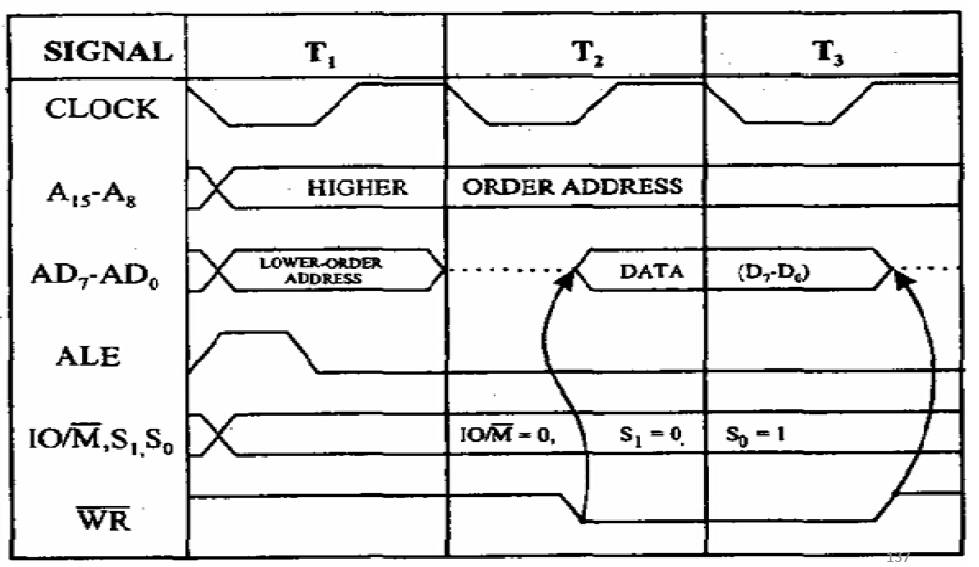 SIGNAL T₁ T₂ T₃
CLOCK
A₁₅-A₈ HIGHER ORDER ADDRESS
AD₇-AD₀ LOWER-ORDER ADDRESS DATA (D₇-D₀)
ALE
IO/M̅,S₁,S₀ IO/M̅ = 0, S₁ = 0, S₀ = 1
W̅R̅
137